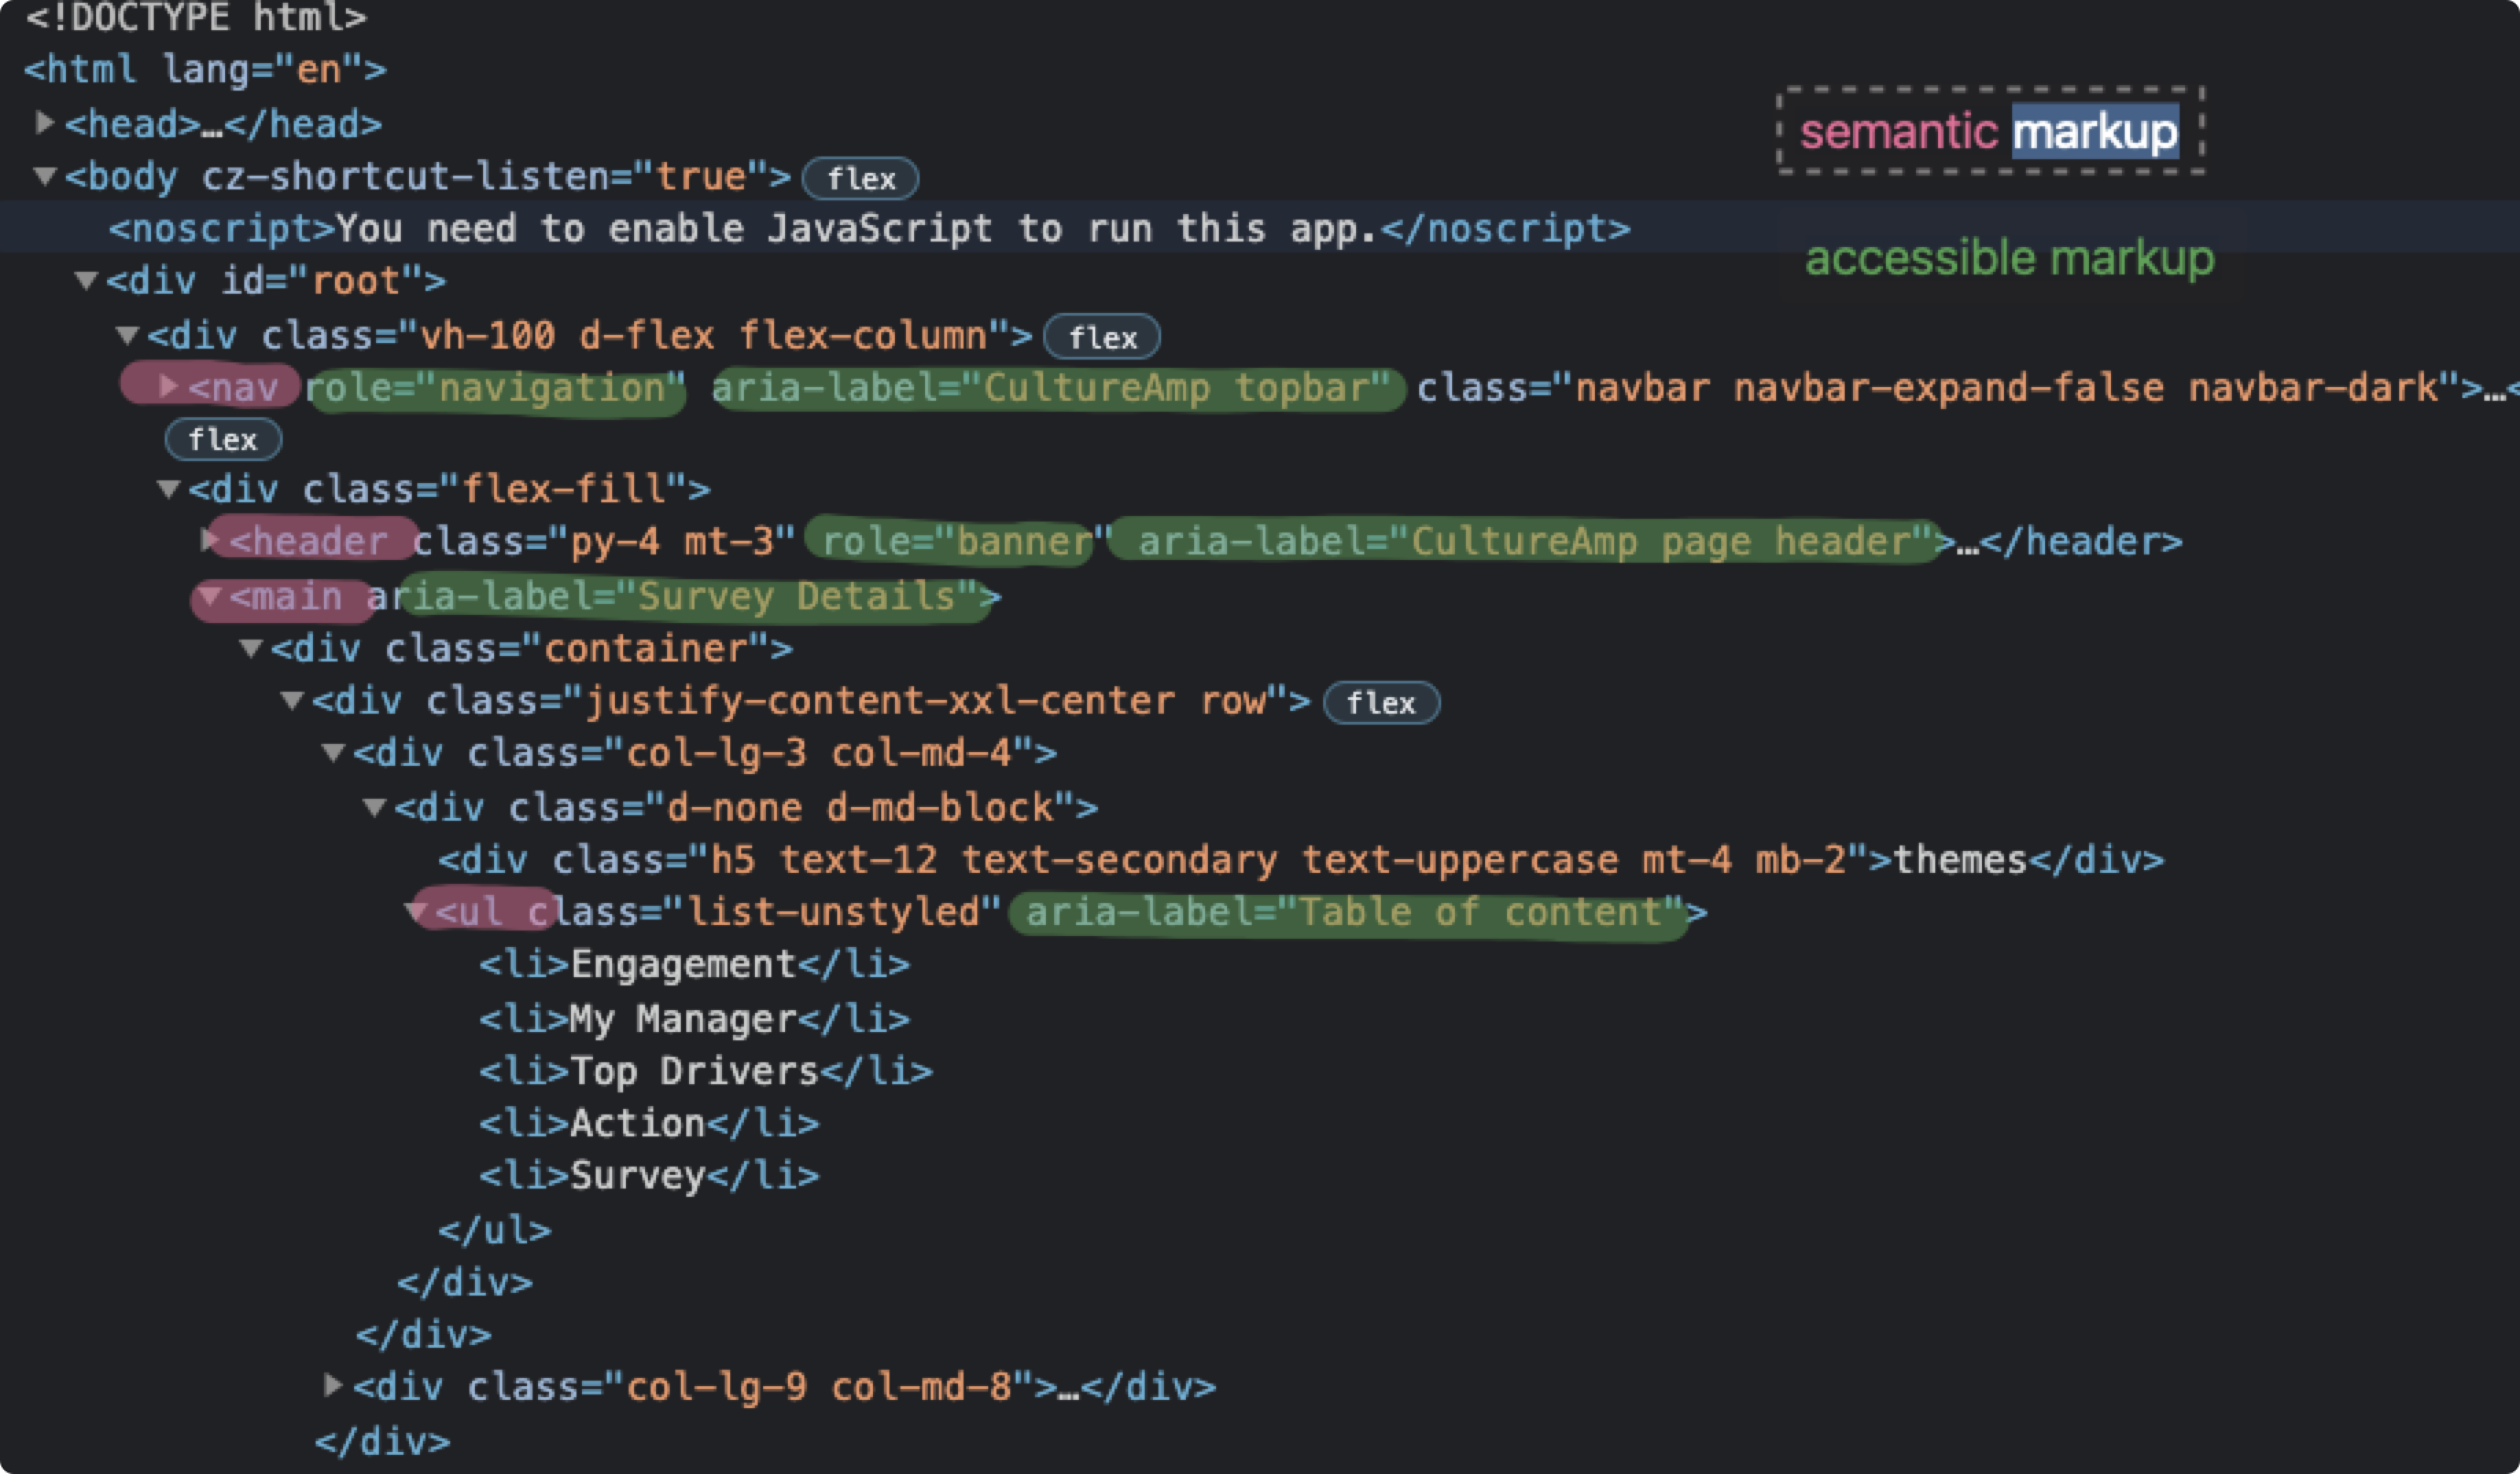 <!DOCTYPE html>
<html lang="en">
<head>…</head>
semantic markup
<body cz-shortcut-listen="true"> flex
<noscript>You need to enable JavaScript to run this app.</noscript>
accessible markup
<div id="root">
<div class="vh-100 d-flex flex-column"> flex
<nav role="navigation" aria-label="CultureAmp topbar" class="navbar navbar-expand-false navbar-dark">…<
flex
<div class="flex-fill">
<header class="py-4 mt-3" role="banner" aria-label="CultureAmp page header">…</header>
<main aria-label="Survey Details">
<div class="container">
<div class="justify-content-xxl-center row"> flex
<div class="col-lg-3 col-md-4">
<div class="d-none d-md-block">
<div class="h5 text-12 text-secondary text-uppercase mt-4 mb-2">themes</div>
<ul class="list-unstyled" aria-label="Table of content">
<li>Engagement</li>
<li>My Manager</li>
<li>Top Drivers</li>
<li>Action</li>
<li>Survey</li>
</ul>
</div>
</div>
<div class="col-lg-9 col-md-8">…</div>
</div>